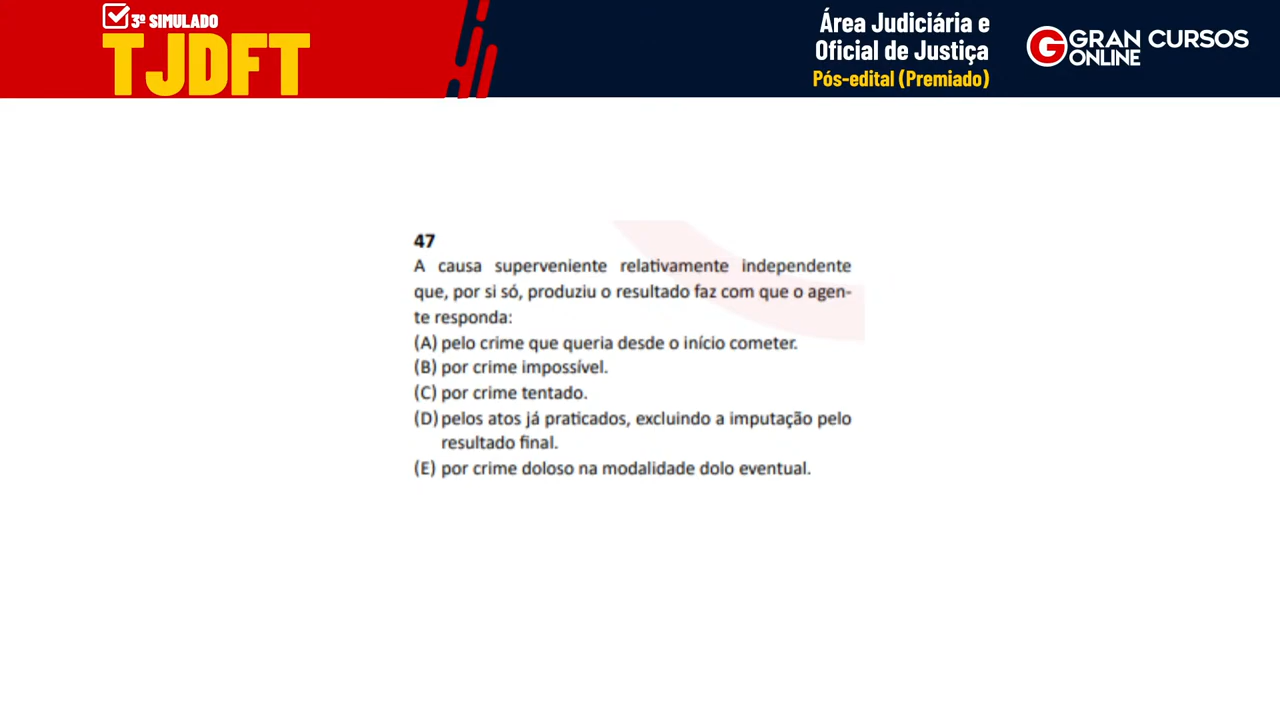 3º SIMULADO
TJDFT
Área Judiciária e
Oficial de Justiça
Pós-edital (Premiado)
G GRAN CURSOS
ONLINE
47
A causa superveniente relativamente independente
que, por si só, produziu o resultado faz com que o agen-
te responda:
(A) pelo crime que queria desde o início cometer.
(B) por crime impossível.
(C) por crime tentado.
(D) pelos atos já praticados, excluindo a imputação pelo
resultado final.
(E) por crime doloso na modalidade dolo eventual.